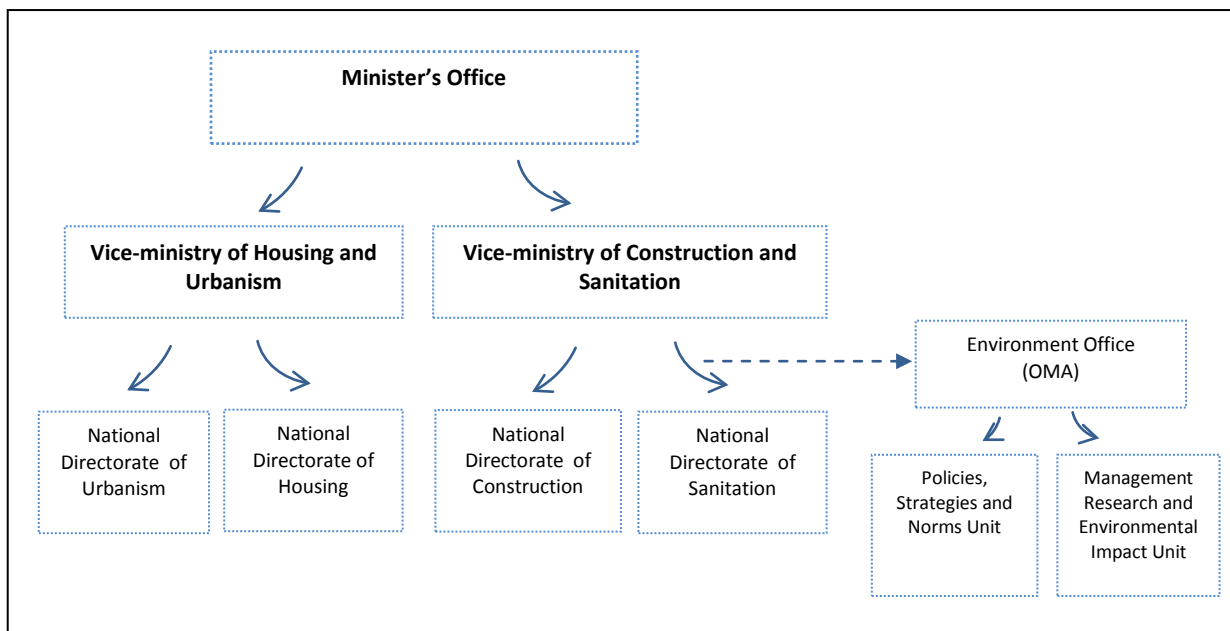 Minister’s Office
Vice-ministry of Housing and
Urbanism
Vice-ministry of Construction and
Sanitation
Environment Office
(OMA)
National
Directorate of
Urbanism
National
Directorate of
Housing
National
Directorate of
Construction
National
Directorate of
Sanitation
Policies,
Strategies and
Norms Unit
Management
Research and
Environmental
Impact Unit